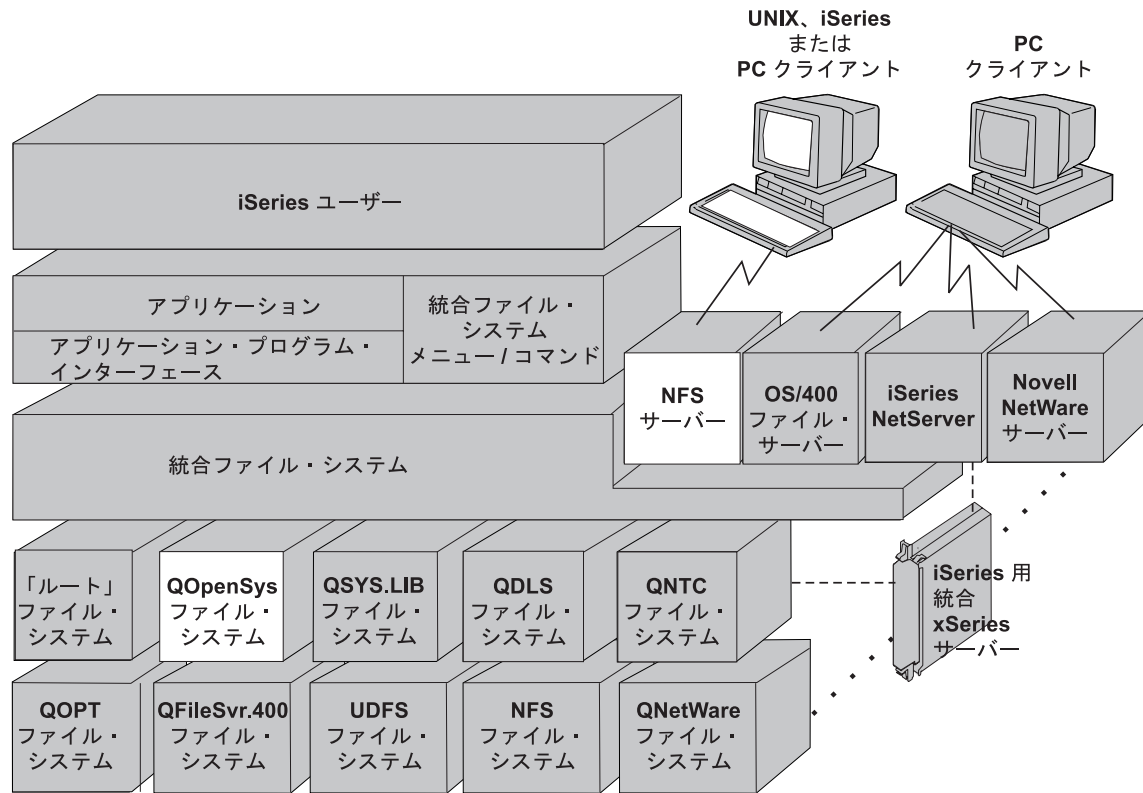 UNIX、iSeries
または
PC クライアント
PC
クライアント
iSeries ユーザー
アプリケーション
アプリケーション・プログラム・
インターフェース
統合ファイル・
システム
メニュー / コマンド
NFS
サーバー
OS/400
ファイル・
サーバー
iSeries
NetServer
Novell
NetWare
サーバー
統合ファイル・システム
「ルート」
ファイル・
システム
QOpenSys
ファイル・
システム
QSYS.LIB
ファイル・
システム
QDLS
ファイル・
システム
QNTC
ファイル・
システム
iSeries 用
統合
xSeries
サーバー
QOPT
ファイル・
システム
QFileSvr.400
ファイル・
システム
UDFS
ファイル・
システム
NFS
ファイル・
システム
QNetWare
ファイル・
システム